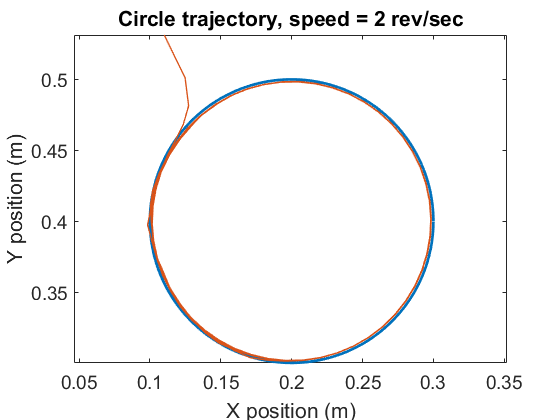 Circle trajectory, speed = 2 rev/sec
0.5
0.45
0.4
0.35
Y position (m)
0.05 0.1 0.15 0.2 0.25 0.3 0.35
X position (m)